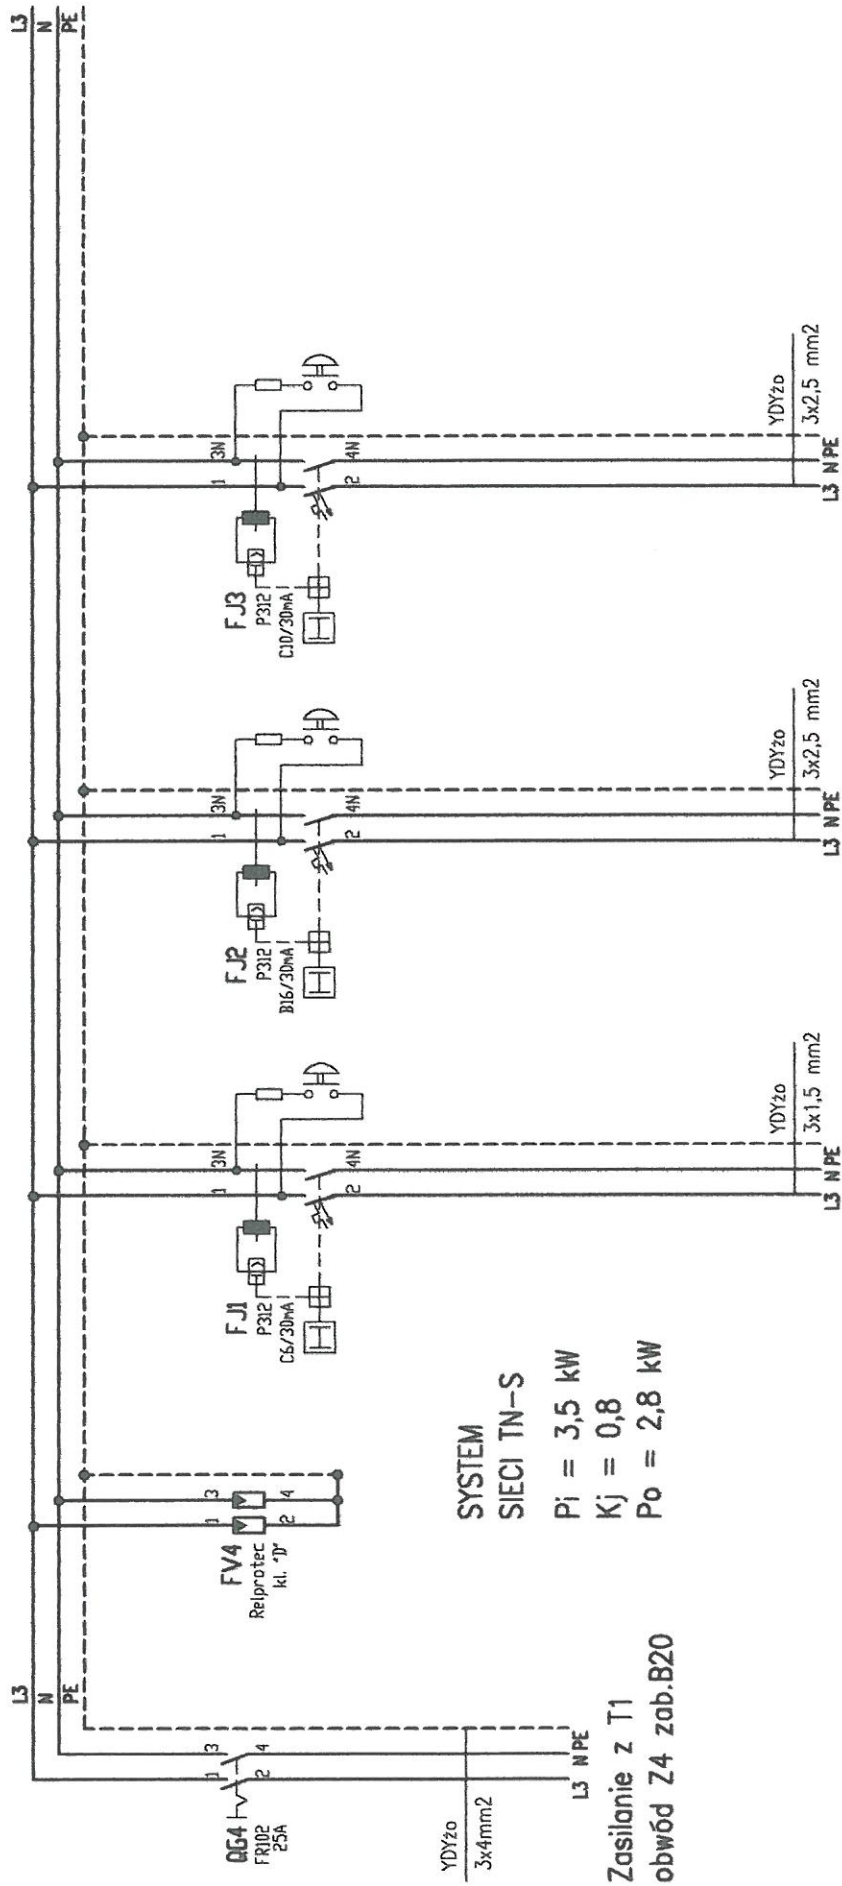 L3
N
PE
L3
N
PE
QG4
FR102
25A
1
3
2
4
YDYżo
3x4mm2
L3 N PE
Zasilanie z T1
obwód Z4 zab.B20
FV4
Relprotec
kl. "D"
1
3
2
4
SYSTEM
SIECI TN-S
Pi = 3,5 kW
Kj = 0,8
Po = 2,8 kW
FJ1
P312
C6/30mA
1
3N
2
4N
YDYżo
3x1,5 mm2
L3 N PE
FJ2
P312
B16/30mA
1
3N
2
4N
YDYżo
3x2,5 mm2
L3 N PE
FJ3
P312
C10/30mA
1
3N
2
4N
YDYżo
3x2,5 mm2
L3 N PE